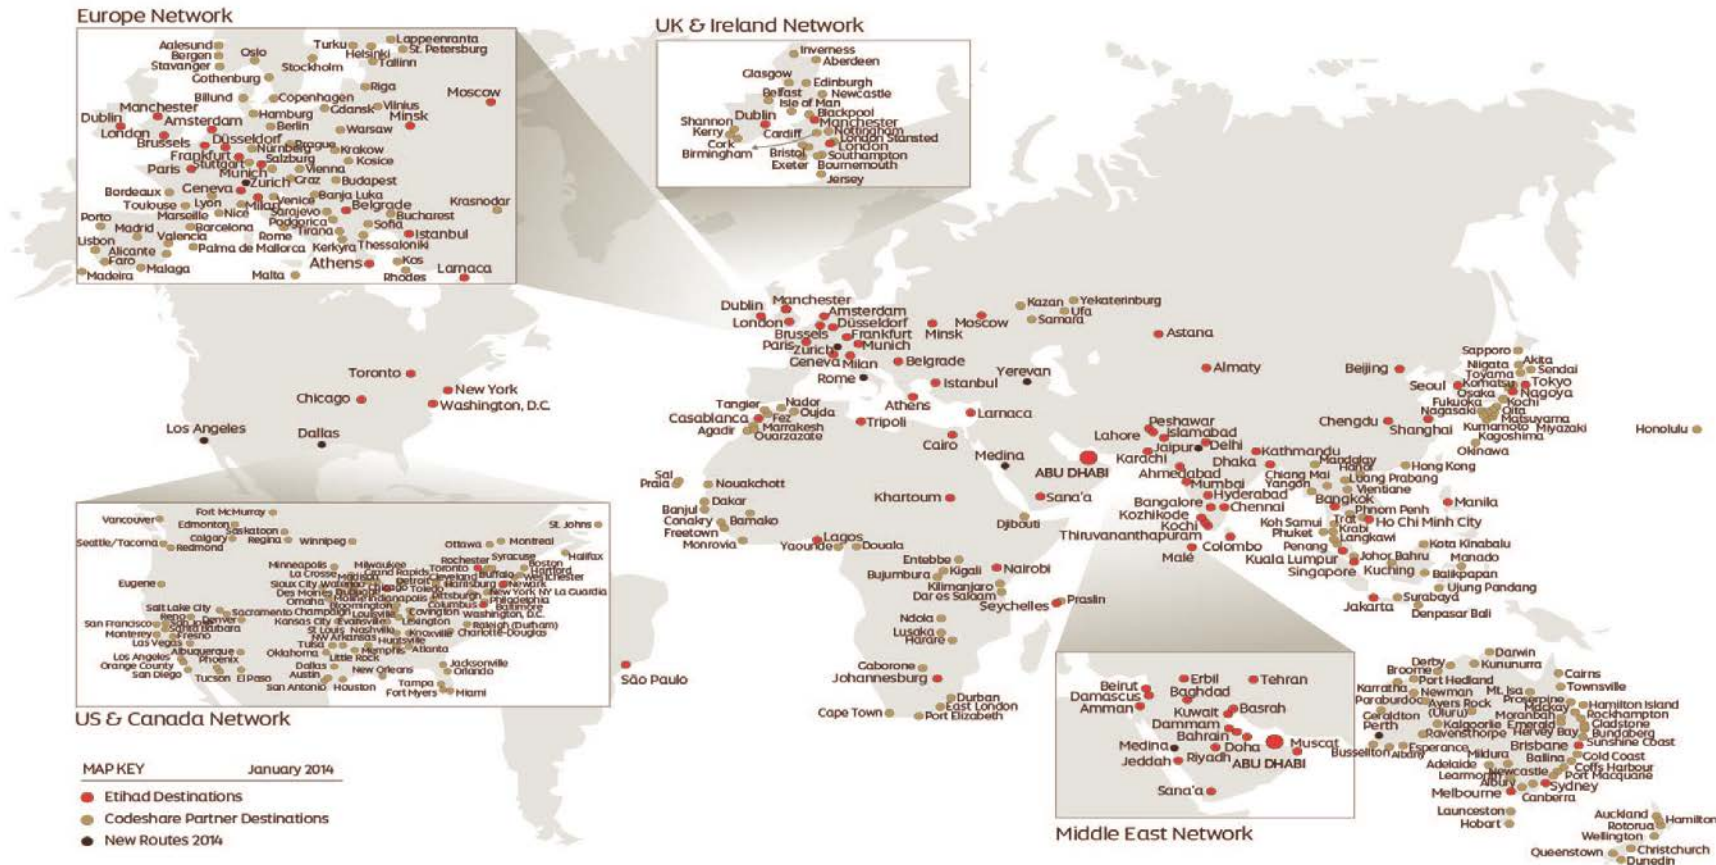 Europe Network
Aalesund
Bergen
Stavanger
Oslo
Gothenburg
Turku
Helsinki
Stockholm
Lappeenranta
St. Petersburg
Tallinn
Riga
Moscow
Billund
Copenhagen
Gdansk
Vilnius
Minsk
Manchester
Dublin
Amsterdam
Hamburg
Berlin
Warsaw
London
Brussels
Düsseldorf
Nürnberg
Prague
Krakow
Frankfurt
Stuttgart
Salzburg
Kosice
Paris
Munich
Vienna
Zurich
Graz
Budapest
Geneva
Bordeaux
Lyon
Milan
Venice
Banja Luka
Krasnodar
Toulouse
Marseille
Nice
Sarajevo
Belgrade
Bucharest
Porto
Madrid
Barcelona
Podgorica
Sofia
Tirana
Istanbul
Lisbon
Valencia
Rome
Alicante
Palma de Mallorca
Kerkyra
Thessaloniki
Faro
Malaga
Madeira
Malta
Athens
Kos
Rhodes
Larnaca
UK & Ireland Network
Inverness
Aberdeen
Glasgow
Edinburgh
Belfast
Newcastle
Isle of Man
Blackpool
Dublin
Manchester
Shannon
Kerry
Cardiff
Nottingham
London Stansted
Cork
London
Birmingham
Bristol
Southampton
Exeter
Bournemouth
Jersey
Toronto
Chicago
New York
Washington, D.C.
Los Angeles
Dallas
São Paulo
Dublin
Manchester
London
Amsterdam
Düsseldorf
Brussels
Frankfurt
Paris
Zurich
Munich
Geneva
Milan
Rome
Minsk
Moscow
Belgrade
Istanbul
Athens
Larnaca
Yerevan
Kazan
Yekaterinburg
Ufa
Samara
Astana
Almaty
Tangier
Nador
Casablanca
Fez
Oujda
Agadir
Marrakesh
Ouarzazate
Tripoli
Cairo
Medina
Khartoum
Sana'a
Djibouti
ABU DHABI
Sal
Praia
Nouakchott
Dakar
Banjul
Conakry
Bamako
Freetown
Monrovia
Lagos
Yaounde
Douala
Entebbe
Kigali
Bujumbura
Nairobi
Kilimanjaro
Dar es Salaam
Seychelles
Praslin
Ndola
Lusaka
Harare
Gaborone
Johannesburg
Durban
East London
Cape Town
Port Elizabeth
Peshawar
Lahore
Islamabad
Karachi
Jaipur
Delhi
Kathmandu
Ahmedabad
Dhaka
Mumbai
Bangalore
Hyderabad
Kozhikode
Chennai
Kochi
Thiruvananthapuram
Colombo
Malé
Beijing
Seoul
Chengdu
Shanghai
Hong Kong
Sapporo
Niigata
Akita
Sendai
Toyama
Komatsu
Tokyo
Osaka
Nagoya
Fukuoka
Kochi
Nagasaki
Oita
Matsuyama
Kumamoto
Miyazaki
Kagoshima
Okinawa
Honolulu
Mandalay
Chiang Mai
Hanoi
Luang Prabang
Yangon
Vientiane
Bangkok
Phnom Penh
Manila
Koh Samui
Trat
Ho Chi Minh City
Krabi
Phuket
Langkawi
Penang
Kota Kinabalu
Kuala Lumpur
Johor Bahru
Manado
Singapore
Kuching
Balikpapan
Ujung Pandang
Jakarta
Surabaya
Denpasar Bali
Darwin
Derby
Kununurra
Broome
Cairns
Karratha
Port Hedland
Mt. Isa
Townsville
Paraburdoo
Newman
Proserpine
Hamilton Island
Ayers Rock
(Uluru)
Mackay
Rockhampton
Geraldton
Moranbah
Gladstone
Perth
Kalgoorlie
Emerald
Bundaberg
Ravensthorpe
Hervey Bay
Busselton
Albany
Esperance
Brisbane
Sunshine Coast
Mildura
Ballina
Gold Coast
Adelaide
Newcastle
Coffs Harbour
Learmonth
Albury
Port Macquarie
Melbourne
Sydney
Canberra
Launceston
Hobart
Auckland
Hamilton
Rotorua
Wellington
Christchurch
Queenstown
Dunedin
Vancouver
Fort McMurray
Edmonton
Calgary
Saskatoon
Regina
Winnipeg
Seattle/Tacoma
Redmond
St. Johns
Ottawa
Montreal
Halifax
Rochester
Syracuse
Toronto
Buffalo
Boston
Hartford
Westchester
Minneapolis
Milwaukee
La Crosse
Grand Rapids
Madison
Detroit
Cleveland
Harrisburg
Newark
Eugene
Sioux City
Waterloo
Des Moines
Dubuque
Chicago
Toledo
Pittsburgh
New York NY La Guardia
Omaha
Moline
Indianapolis
Columbus
Philadelphia
Baltimore
Salt Lake City
Reno
Sacramento
Champaign
Bloomington
Covington
Washington, D.C.
Denver
Kansas City
Evansville
Louisville
Lexington
Raleigh (Durham)
San Francisco
San Jose
Santa Barbara
Monterey
Fresno
St Louis
Nashville
Knoxville
Charlotte-Douglas
Las Vegas
NW Arkansas
Huntsville
Tulsa
Memphis
Atlanta
Albuquerque
Oklahoma
Little Rock
Los Angeles
Phoenix
Orange County
San Diego
Tucson
El Paso
Dallas
Austin
New Orleans
Jacksonville
Orlando
San Antonio
Houston
Tampa
Fort Myers
Miami
US & Canada Network
Erbil
Tehran
Beirut
Damascus
Baghdad
Amman
Kuwait
Basrah
Dammam
Bahrain
Medina
Doha
Muscat
Jeddah
Riyadh
ABU DHABI
Sana'a
Middle East Network
MAP KEY January 2014
Etihad Destinations
Codeshare Partner Destinations
New Routes 2014